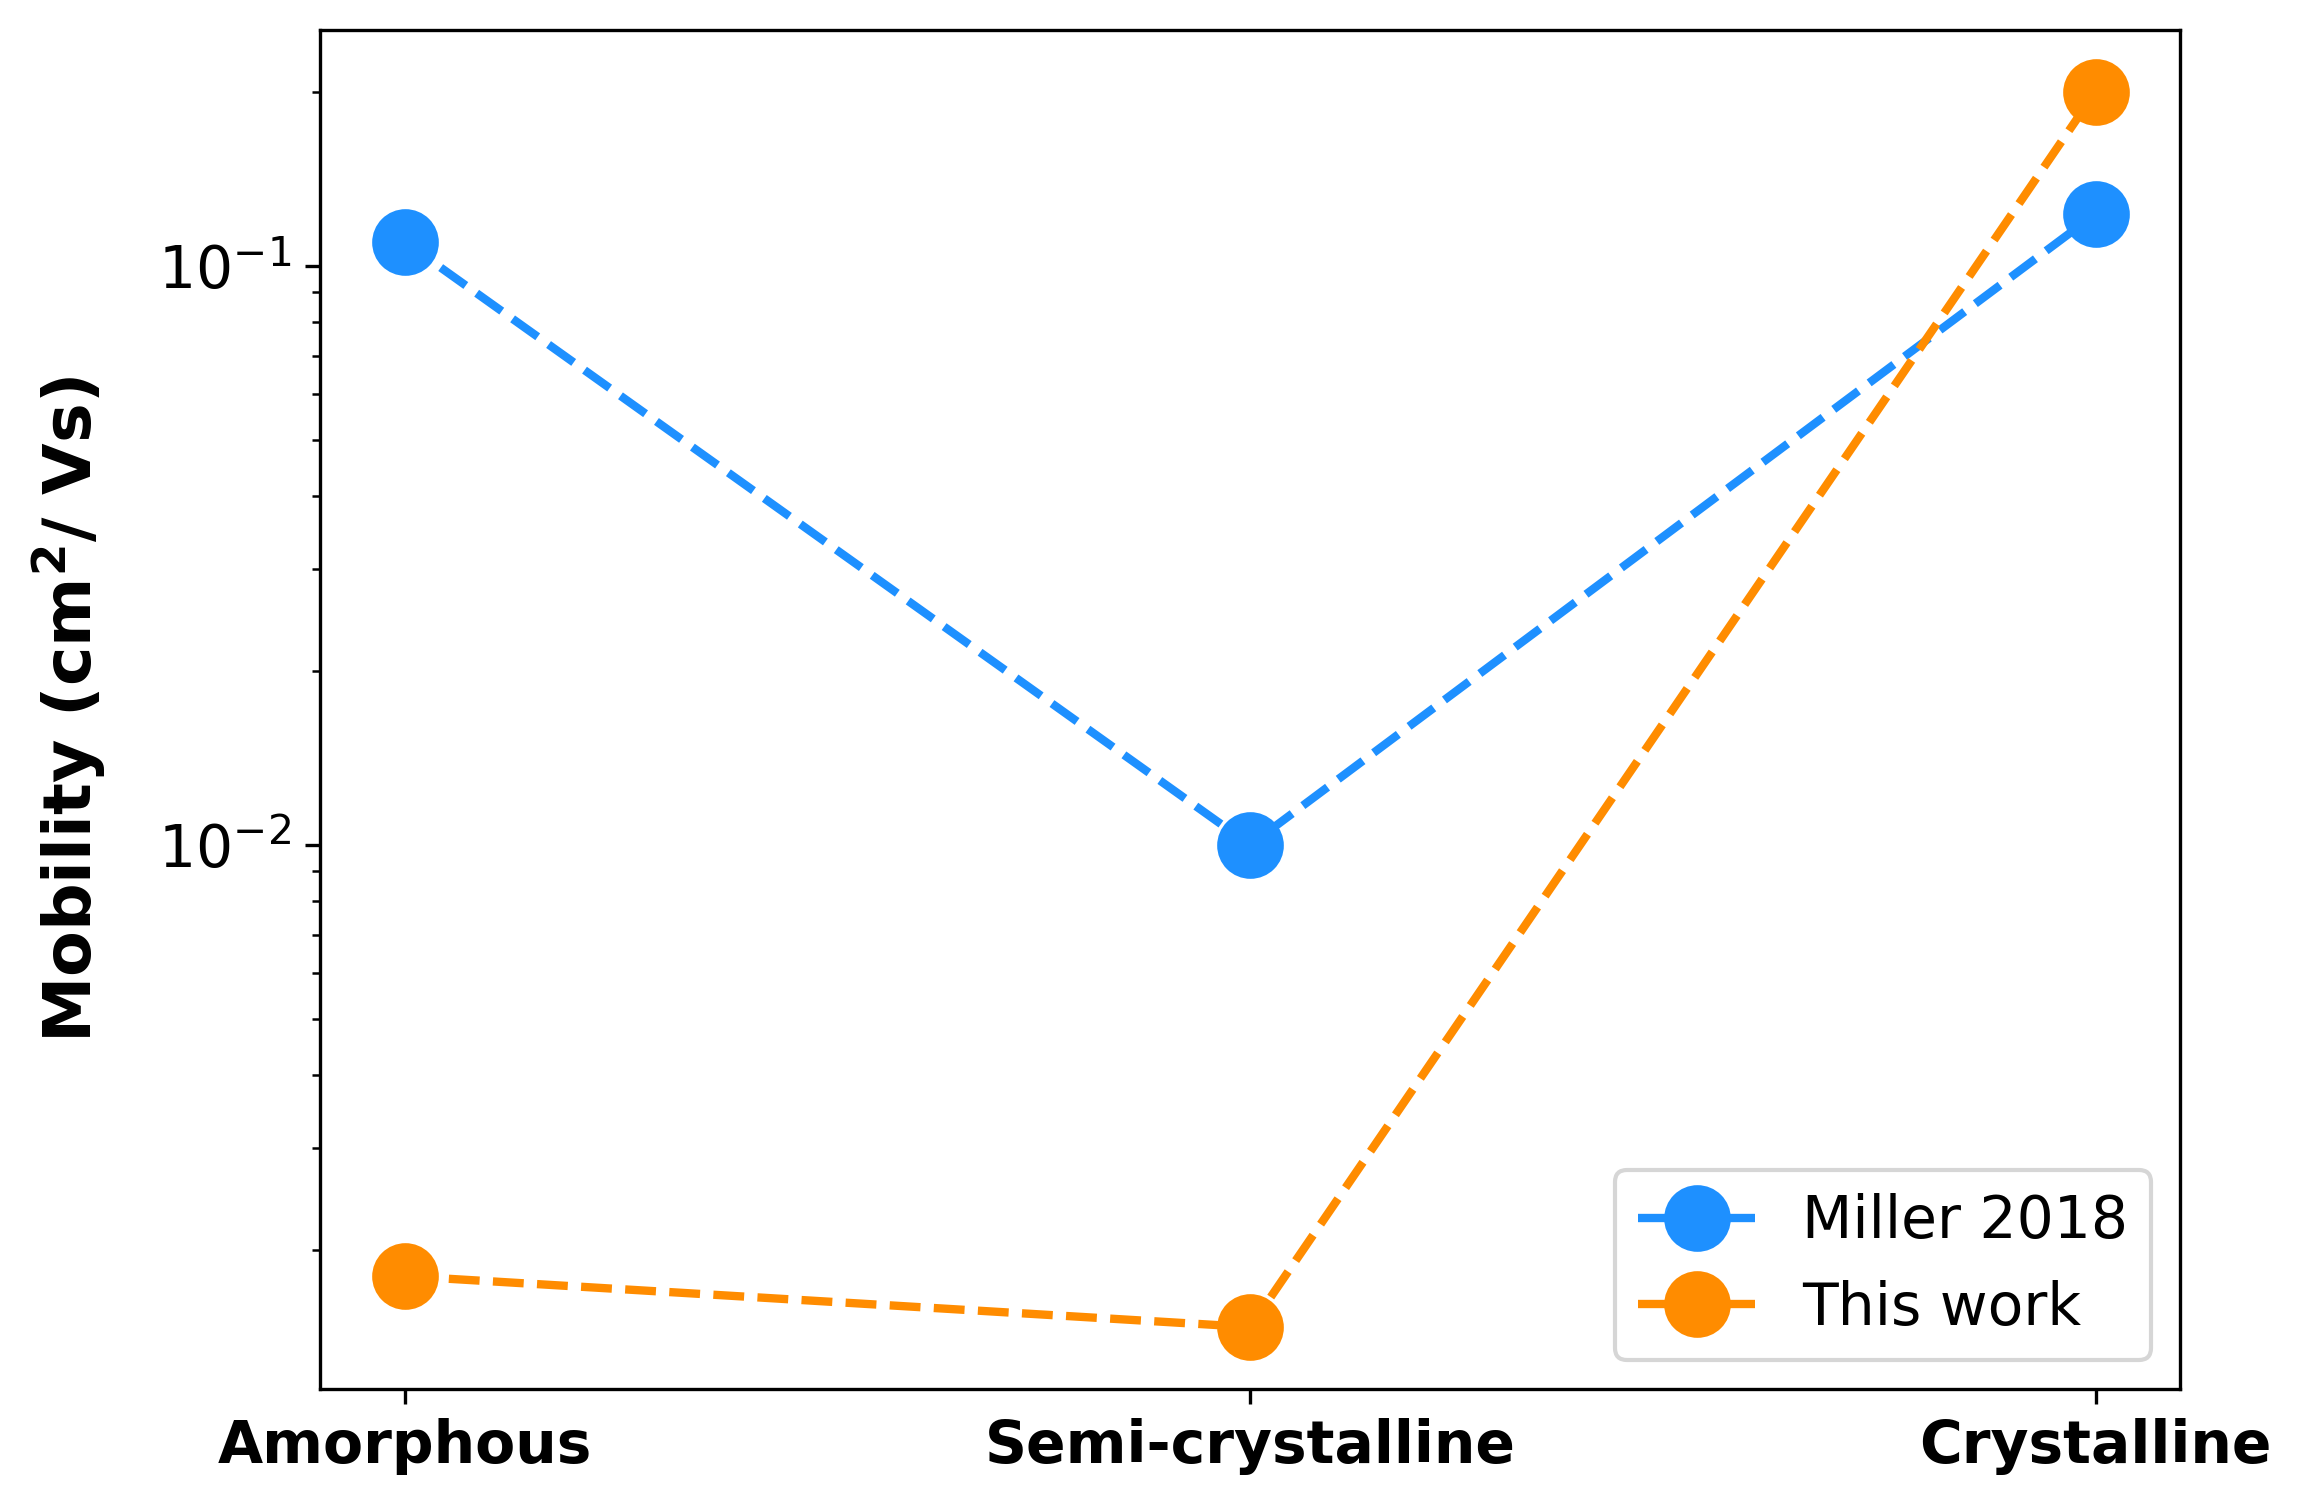 Mobility (cm²/ Vs)
10⁻¹
10⁻²
Amorphous
Semi-crystalline
Crystalline
Miller 2018
This work